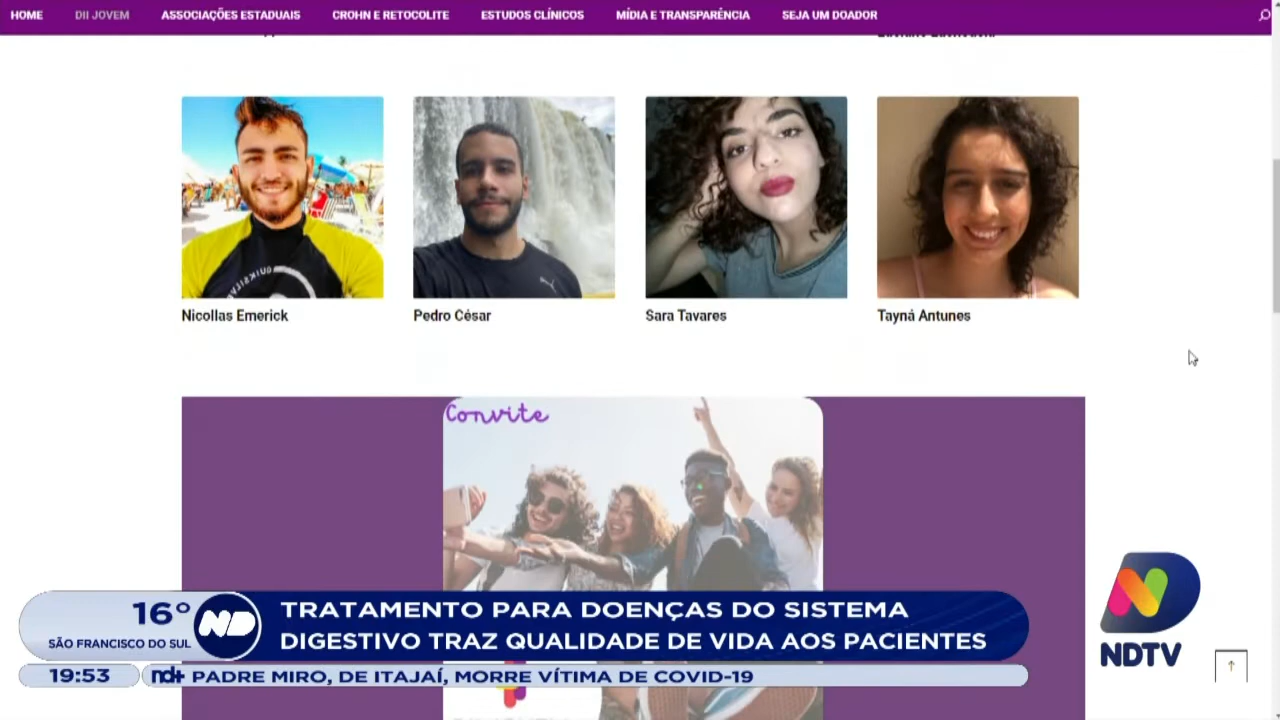 HOME DII JOVEM ASSOCIAÇÕES ESTADUAIS CROHN E RETOCOLITE ESTUDOS CLÍNICOS MÍDIA E TRANSPARÊNCIA SEJA UM DOADOR
Nicollas Emerick
Pedro César
Sara Tavares
Tayná Antunes
Convite
16°
SÃO FRANCISCO DO SUL
ND
TRATAMENTO PARA DOENÇAS DO SISTEMA
DIGESTIVO TRAZ QUALIDADE DE VIDA AOS PACIENTES
NDTV
19:53
nd+ PADRE MIRO, DE ITAJAÍ, MORRE VÍTIMA DE COVID-19